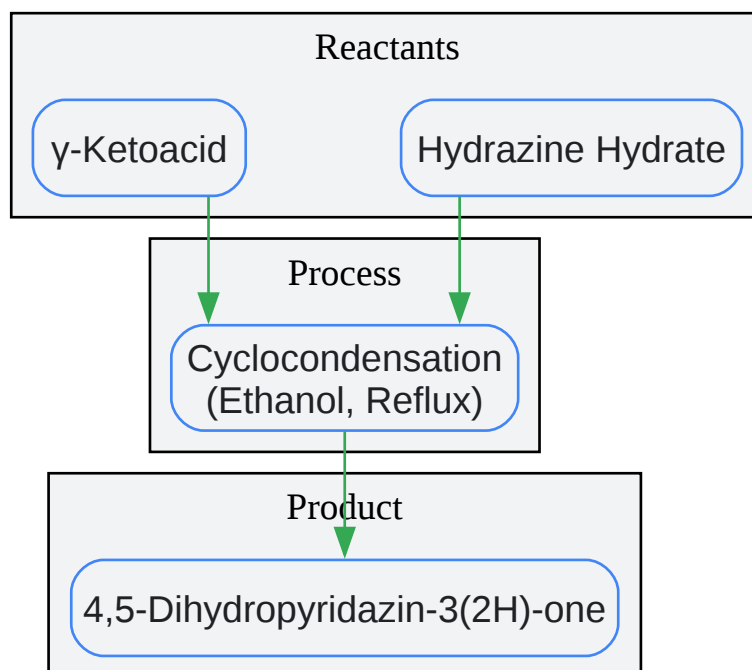 Reactants
γ-Ketoacid
Hydrazine Hydrate
Process
Cyclocondensation
(Ethanol, Reflux)
Product
4,5-Dihydropyridazin-3(2H)-one